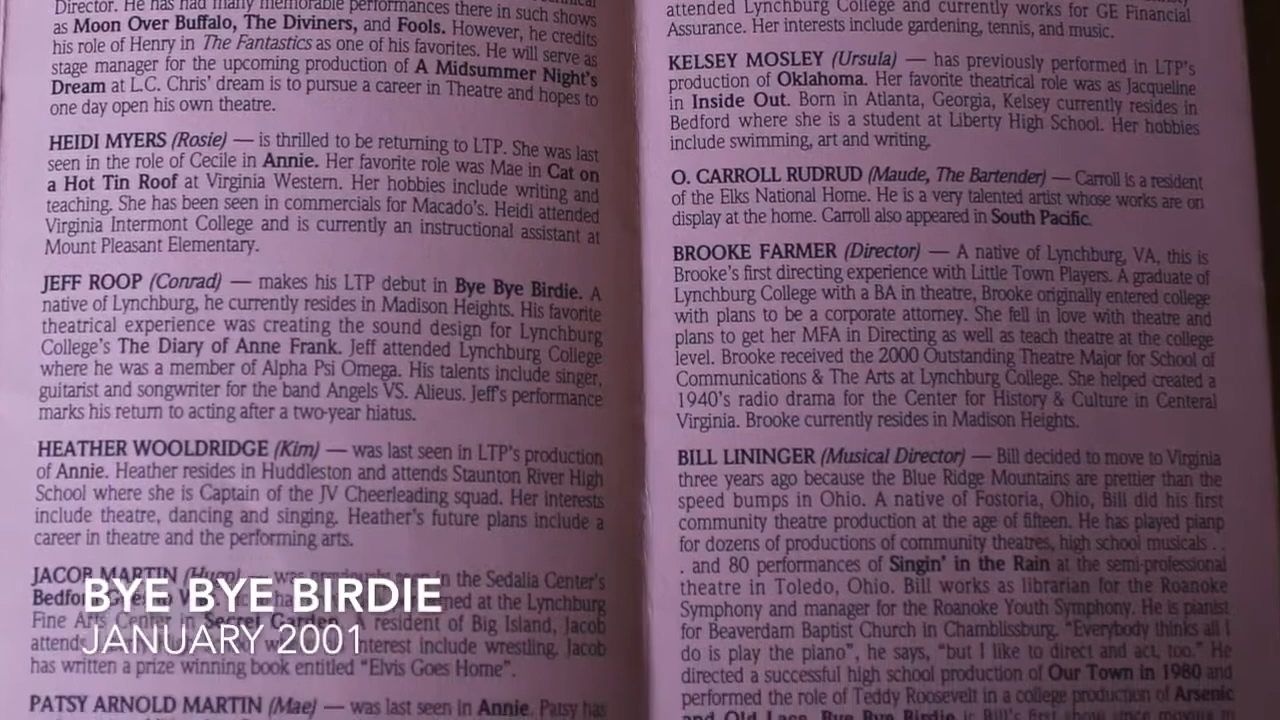 Director. He has had many memorable performances there in such shows
as Moon Over Buffalo, The Diviners, and Fools. However, he credits
his role of Henry in The Fantastics as one of his favorites. He will serve as
stage manager for the upcoming production of A Midsummer Night's
Dream at L.C. Chris' dream is to pursue a career in Theatre and hopes to
one day open his own theatre.
HEIDI MYERS (Rosie) — is thrilled to be returning to LTP. She was last
seen in the role of Cecile in Annie. Her favorite role was Mae in Cat on
a Hot Tin Roof at Virginia Western. Her hobbies include writing and
teaching. She has been seen in commercials for Macado's. Heidi attended
Virginia Intermont College and is currently an instructional assistant at
Mount Pleasant Elementary.
JEFF ROOP (Conrad) — makes his LTP debut in Bye Bye Birdie. A
native of Lynchburg, he currently resides in Madison Heights. His favorite
theatrical experience was creating the sound design for Lynchburg
College's The Diary of Anne Frank. Jeff attended Lynchburg College
where he was a member of Alpha Psi Omega. His talents include singer,
guitarist and songwriter for the band Angels VS. Alieus. Jeff's performance
marks his return to acting after a two-year hiatus.
HEATHER WOOLDRIDGE (Kim) — was last seen in LTP's production
of Annie. Heather resides in Huddleston and attends Staunton River High
School where she is Captain of the JV Cheerleading squad. Her interests
include theatre, dancing and singing. Heather's future plans include a
career in theatre and the performing arts.
JACOB MARTIN (Hugo) — was previously seen in the Sedalia Center's
at the Lynchburg
Fine Arts Center in Secret Garden. A resident of Big Island, Jacob
attends interest include wrestling. Jacob
has written a prize winning book entitled "Elvis Goes Home".
PATSY ARNOLD MARTIN (Mae) — was last seen in Annie. Patsy has
attended Lynchburg College and currently works for GE Financial
Assurance. Her interests include gardening, tennis, and music.
KELSEY MOSLEY (Ursula) — has previously performed in LTP's
production of Oklahoma. Her favorite theatrical role was as Jacqueline
in Inside Out. Born in Atlanta, Georgia, Kelsey currently resides in
Bedford where she is a student at Liberty High School. Her hobbies
include swimming, art and writing.
O. CARROLL RUDRUD (Maude, The Bartender) — Carroll is a resident
of the Elks National Home. He is a very talented artist whose works are on
display at the home. Carroll also appeared in South Pacific.
BROOKE FARMER (Director) — A native of Lynchburg, VA, this is
Brooke's first directing experience with Little Town Players. A graduate of
Lynchburg College with a BA in theatre, Brooke originally entered college
with plans to be a corporate attorney. She fell in love with theatre and
plans to get her MFA in Directing as well as teach theatre at the college
level. Brooke received the 2000 Outstanding Theatre Major for School of
Communications & The Arts at Lynchburg College. She helped created a
1940's radio drama for the Center for History & Culture in Centeral
Virginia. Brooke currently resides in Madison Heights.
BILL LININGER (Musical Director) — Bill decided to move to Virginia
three years ago because the Blue Ridge Mountains are prettier than the
speed bumps in Ohio. A native of Fostoria, Ohio, Bill did his first
community theatre production at the age of fifteen. He has played pianp
for dozens of productions of community theatres, high school musicals . .
. and 80 performances of Singin' in the Rain at the semi-professional
theatre in Toledo, Ohio. Bill works as librarian for the Roanoke
Symphony and manager for the Roanoke Youth Symphony. He is pianist
for Beaverdam Baptist Church in Chamblissburg. "Everybody thinks all I
do is play the piano", he says, "but I like to direct and act, too." He
directed a successful high school production of Our Town in 1980 and
performed the role of Teddy Roosevelt in a college production of Arsenic
and Old Lace. Bye Bye Birdie is Bill's first show since moving to
BYE BYE BIRDIE
JANUARY 2001